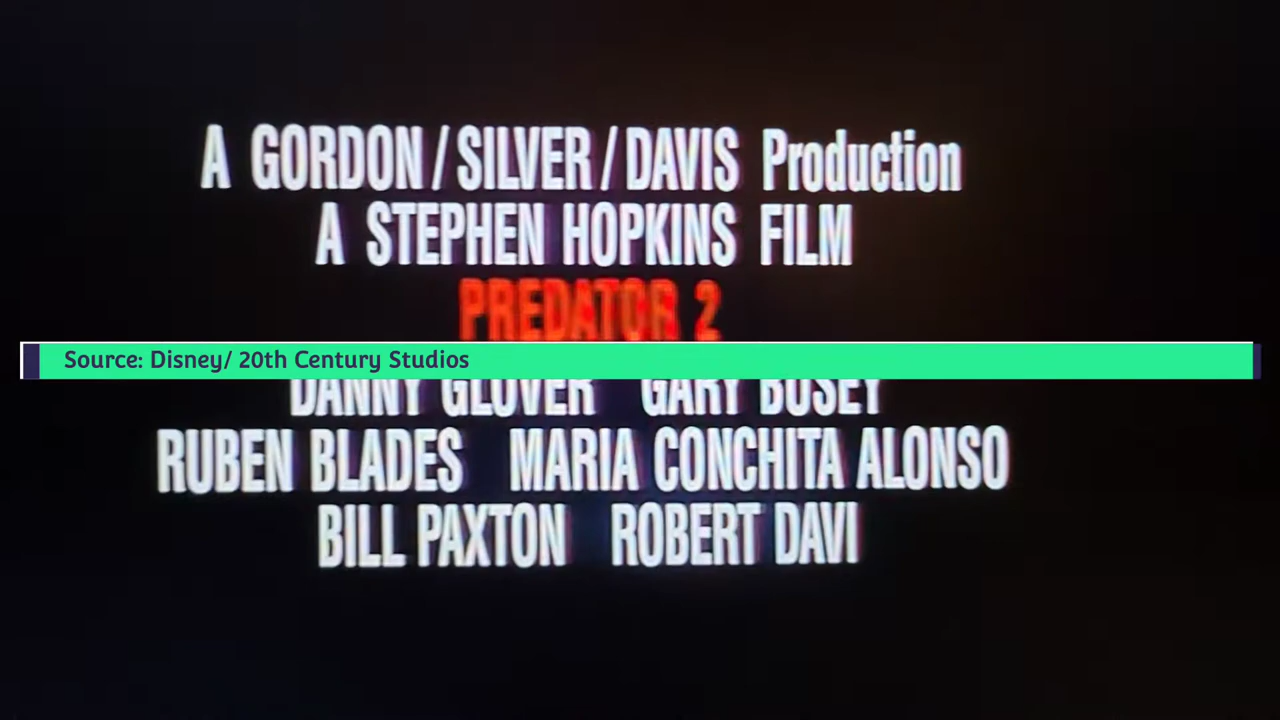 A GORDON/SILVER/DAVIS Production
A STEPHEN HOPKINS FILM
PREDATOR 2
Source: Disney/ 20th Century Studios
DANNY GLOVER GARY BUSEY
RUBEN BLADES MARIA CONCHITA ALONSO
BILL PAXTON ROBERT DAVI